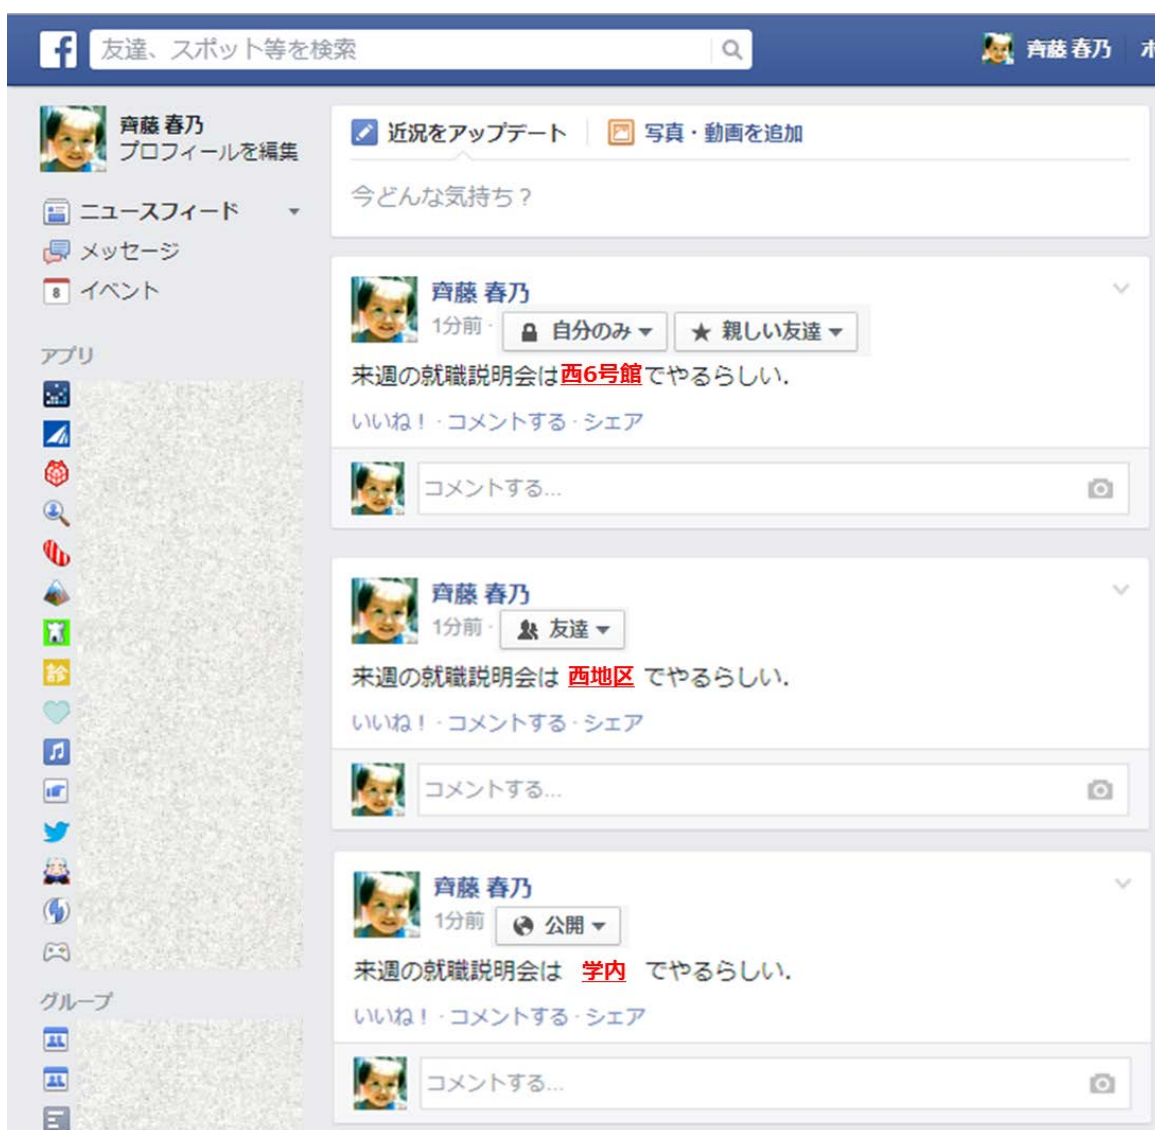 f 友達、スポット等を検索 齊藤 春乃 ホ
齊藤 春乃
プロフィールを編集
ニュースフィード
メッセージ
8 イベント
アプリ
診
グループ
近況をアップデート 写真・動画を追加
今どんな気持ち？
齊藤 春乃
1分前 · 自分のみ 親しい友達
来週の就職説明会は西6号館でやるらしい.
いいね！ · コメントする · シェア
コメントする...
齊藤 春乃
1分前 · 友達
来週の就職説明会は 西地区 でやるらしい.
いいね！ · コメントする · シェア
コメントする...
齊藤 春乃
1分前 公開
来週の就職説明会は 学内 でやるらしい.
いいね！ · コメントする · シェア
コメントする...